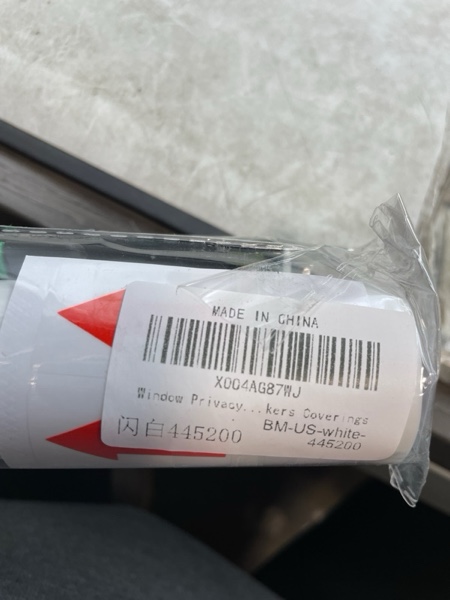 MADE IN CHINA
X004AG87WJ
Window Privacy...kers Coverings
闪白445200
BM-US-white-
445200